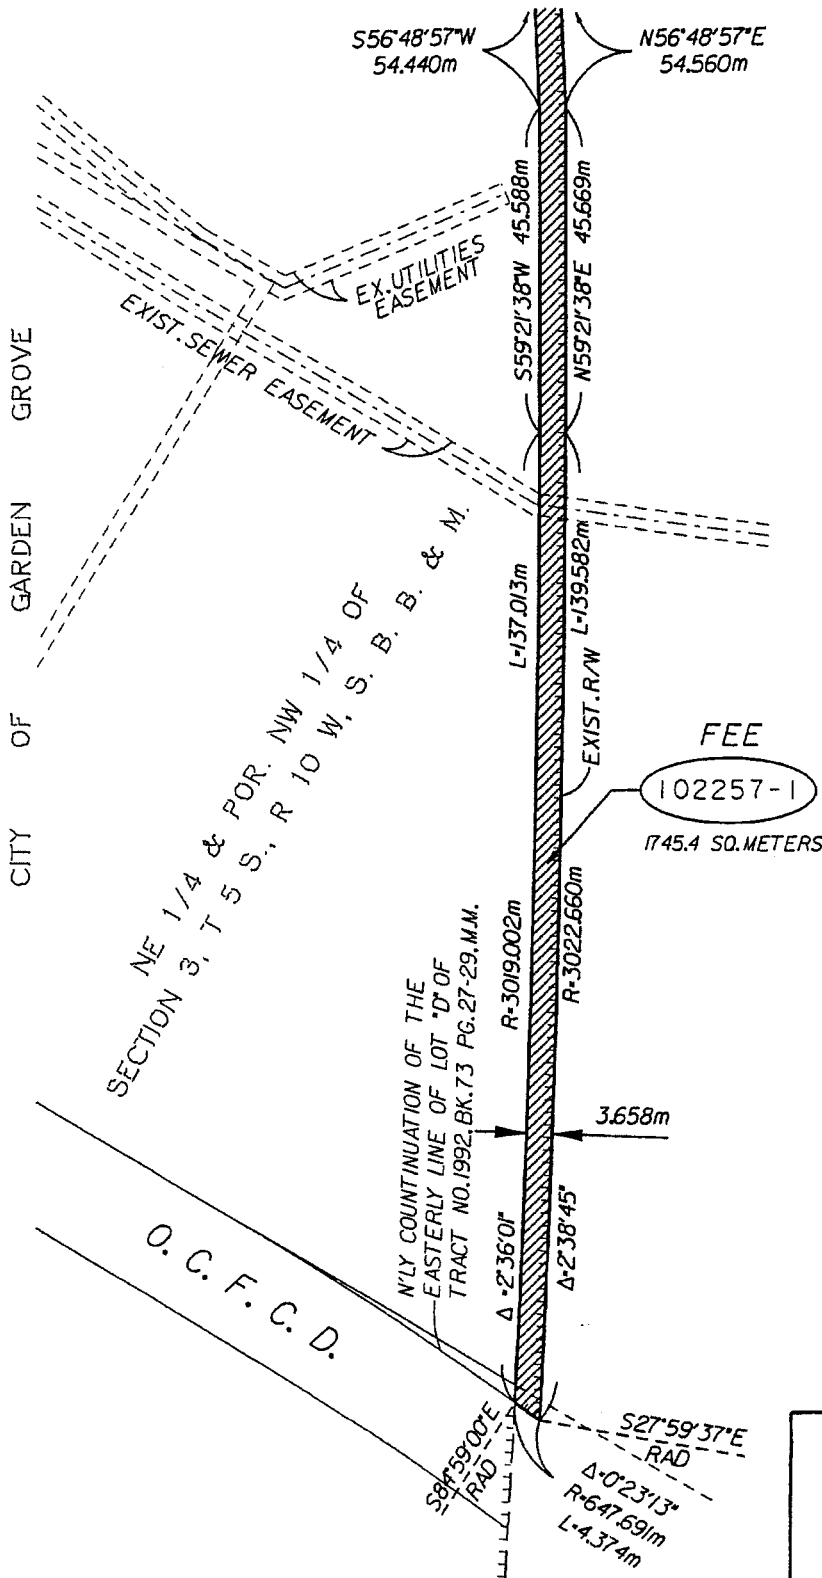 S56°48'57"W
54.440m
N56°48'57"E
54.560m
S59°21'38"W 45.588m
N59°21'38"E 45.669m
EX.UTILITIES
EASEMENT
EXIST.SEWER EASEMENT
CITY OF GARDEN GROVE
NE 1/4 & POR. NW 1/4 OF
SECTION 3, T 5 S., R 10 W, S. B. B. & M.
L=137.013m
L=139.582m
EXIST.R/W
FEE
102257-1
1745.4 SQ.METERS
R=3019.002m
R=3022.660m
N'LY COUNTINUATION OF THE
EASTERLY LINE OF LOT "D" OF
TRACT NO.1992,BK.73 PG.27-29,M.M.
3.658m
Δ=2°36'01"
Δ=2°38'45"
O. C. F. C. D.
S84°59'00"E
RAD
S27°59'37"E
RAD
Δ=0°23'13"
R=647.691m
L=4.374m